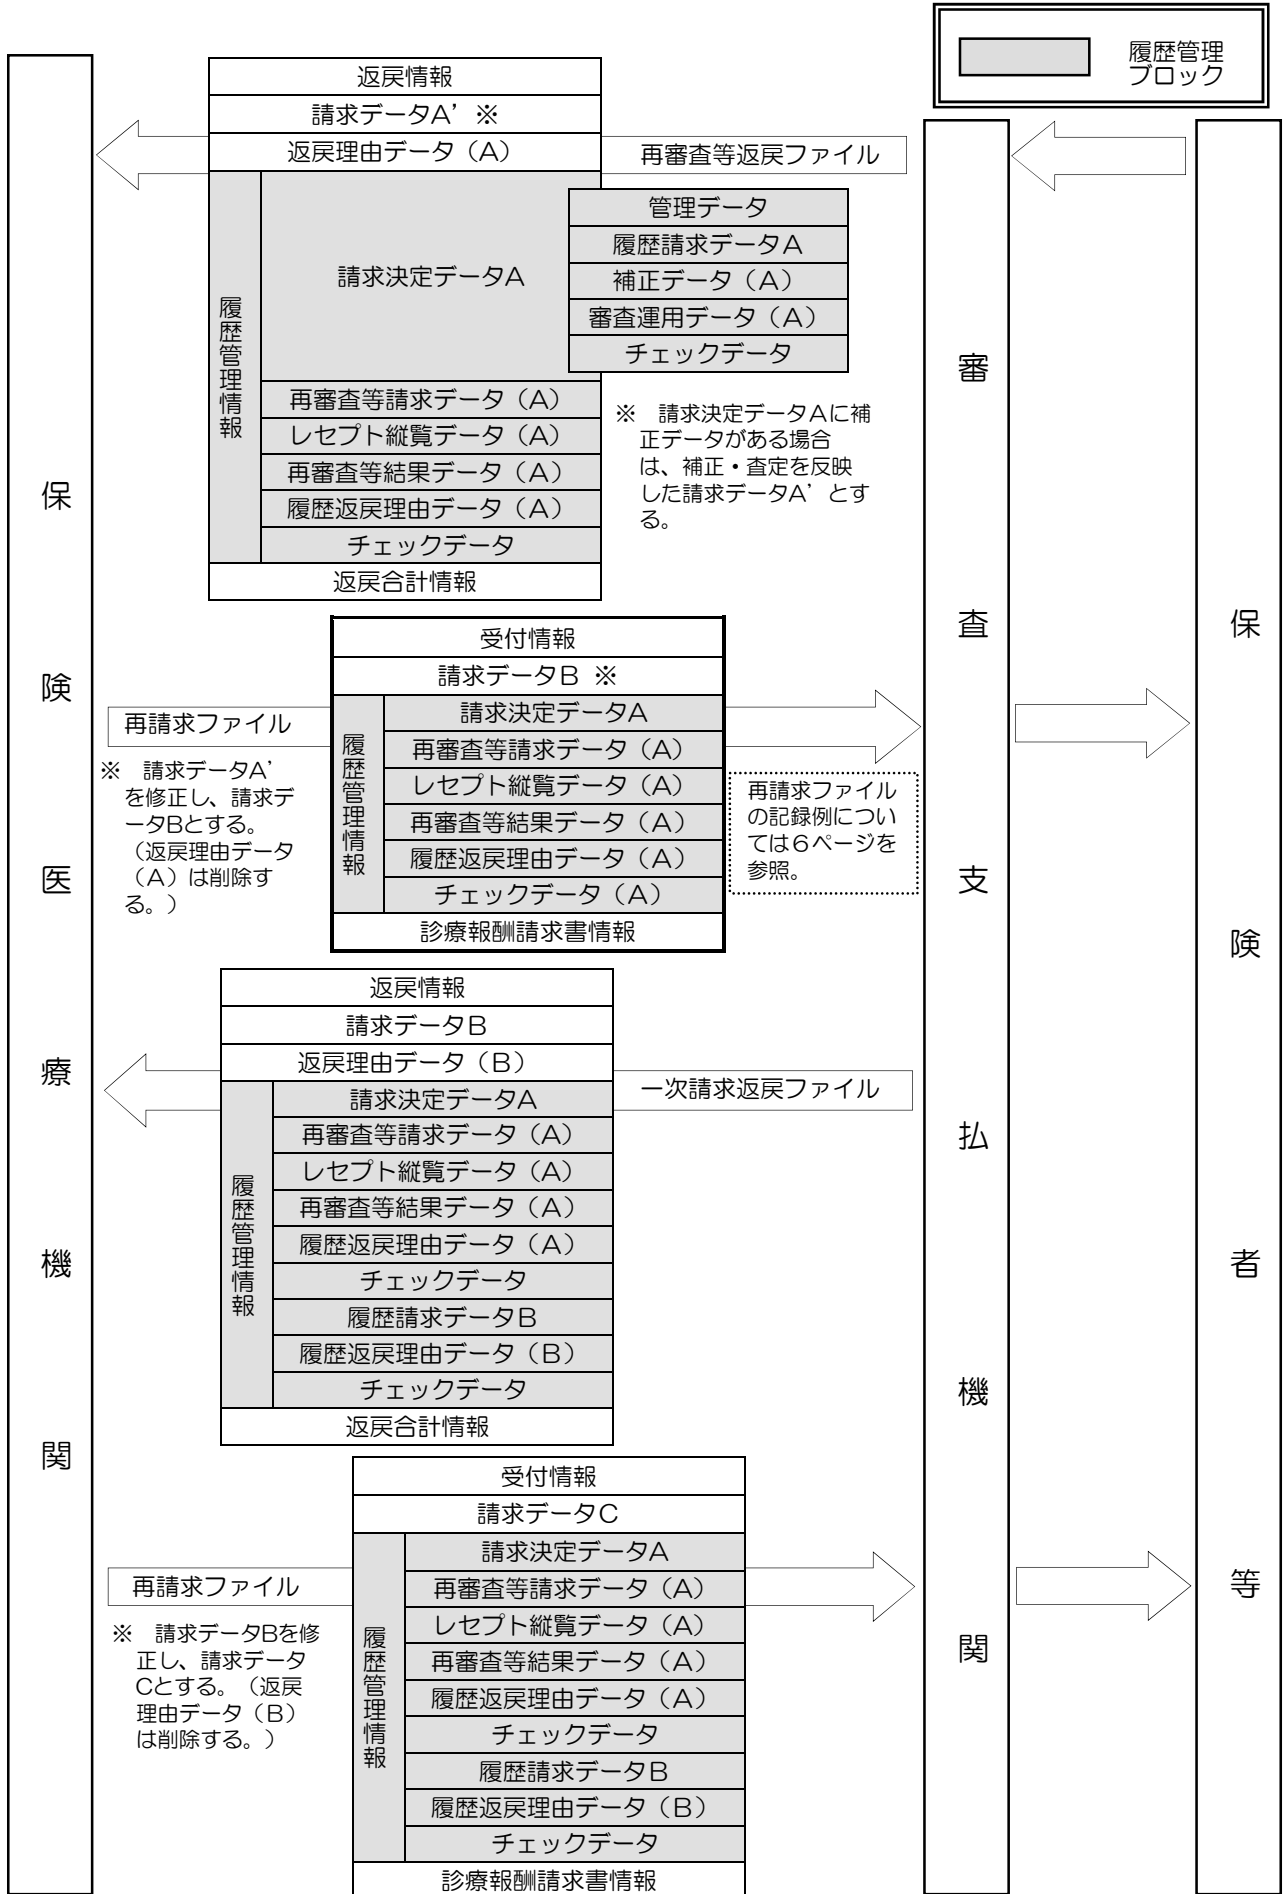 履歴管理
ブロック
保険医療機関
審査支払機関
保険者等
返戻情報
請求データA’ ※
返戻理由データ（A）
再審査等返戻ファイル
履歴管理情報
請求決定データA
管理データ
履歴請求データA
補正データ（A）
審査運用データ（A）
チェックデータ
再審査等請求データ（A）
レセプト縦覧データ（A）
再審査等結果データ（A）
履歴返戻理由データ（A）
チェックデータ
返戻合計情報
※　請求決定データAに補
正データがある場合
は、補正・査定を反映
した請求データA’とす
る。
受付情報
請求データB ※
再請求ファイル
履歴管理情報
請求決定データA
再審査等請求データ（A）
レセプト縦覧データ（A）
再審査等結果データ（A）
履歴返戻理由データ（A）
チェックデータ（A）
診療報酬請求書情報
※　請求データA’
を修正し、請求デ
ータBとする。
（返戻理由データ
（A）は削除す
る。）
再請求ファイル
の記録例につい
ては６ページを
参照。
返戻情報
請求データB
返戻理由データ（B）
一次請求返戻ファイル
履歴管理情報
請求決定データA
再審査等請求データ（A）
レセプト縦覧データ（A）
再審査等結果データ（A）
履歴返戻理由データ（A）
チェックデータ
履歴請求データB
履歴返戻理由データ（B）
チェックデータ
返戻合計情報
受付情報
請求データC
再請求ファイル
履歴管理情報
請求決定データA
再審査等請求データ（A）
レセプト縦覧データ（A）
再審査等結果データ（A）
履歴返戻理由データ（A）
チェックデータ
履歴請求データB
履歴返戻理由データ（B）
チェックデータ
診療報酬請求書情報
※　請求データBを修
正し、請求データ
Cとする。（返戻
理由データ（B）
は削除する。）